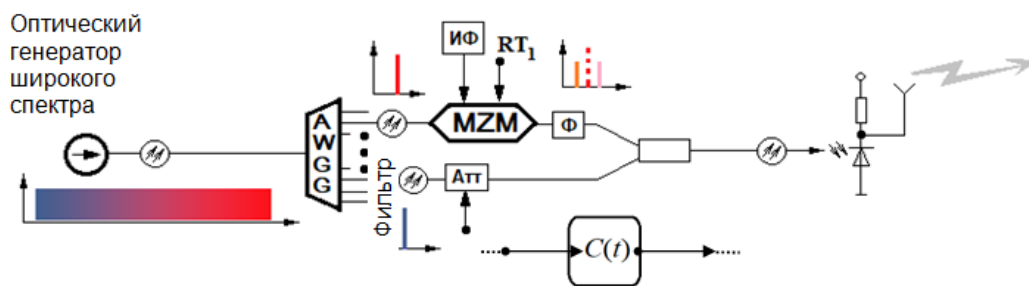 Оптический
генератор
широкого
спектра
ИФ
RT1
A
W
G
G
MZM
Ф
Фильтр
Атт
C(t)